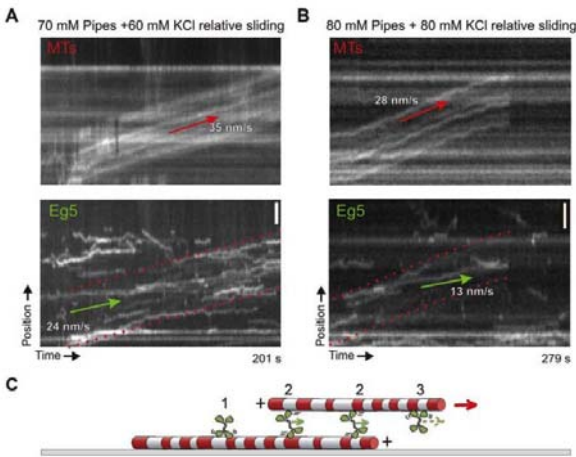 A
70 mM Pipes +60 mM KCl relative sliding
MTs
35 nm/s
Eg5
24 nm/s
Position
Time
201 s
B
80 mM Pipes + 80 mM KCl relative sliding
MTs
28 nm/s
Eg5
13 nm/s
Position
Time
279 s
C
1
+
2
2
3
+